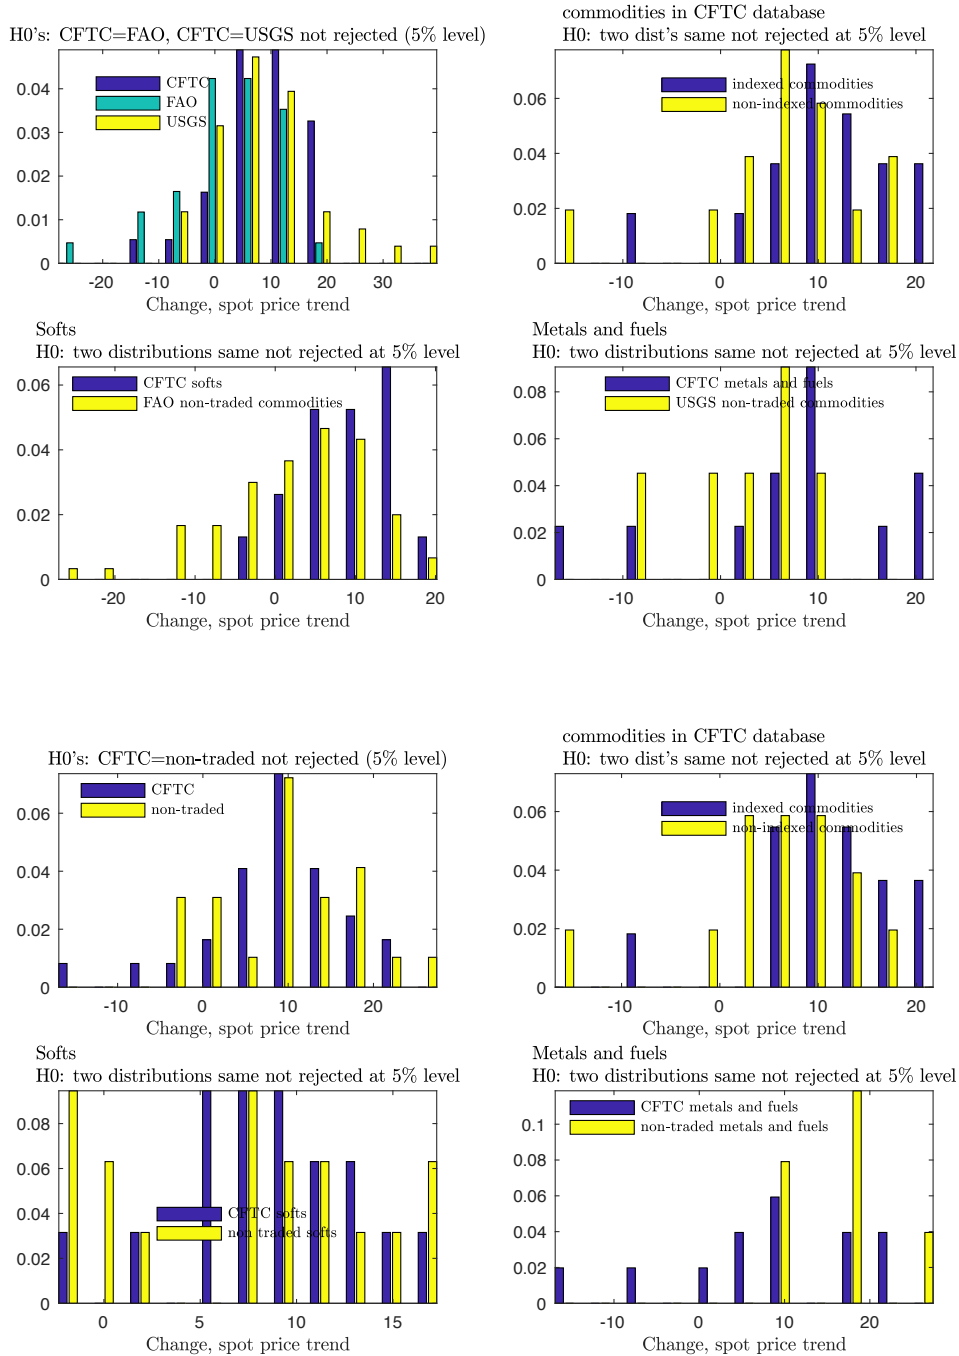 H0's: CFTC=FAO, CFTC=USGS not rejected (5% level)
CFTC
FAO
USGS
0.04
0.03
0.02
0.01
0
-20 -10 0 10 20 30
Change, spot price trend
commodities in CFTC database
H0: two dist's same not rejected at 5% level
indexed commodities
non-indexed commodities
0.06
0.04
0.02
0
-10 0 10 20
Change, spot price trend
Softs
H0: two distributions same not rejected at 5% level
CFTC softs
FAO non-traded commodities
0.06
0.04
0.02
0
-20 -10 0 10 20
Change, spot price trend
Metals and fuels
H0: two distributions same not rejected at 5% level
CFTC metals and fuels
USGS non-traded commodities
0.08
0.06
0.04
0.02
0
-10 0 10 20
Change, spot price trend
H0's: CFTC=non-traded not rejected (5% level)
CFTC
non-traded
0.06
0.04
0.02
0
-10 0 10 20
Change, spot price trend
commodities in CFTC database
H0: two dist's same not rejected at 5% level
indexed commodities
non-indexed commodities
0.06
0.04
0.02
0
-10 0 10 20
Change, spot price trend
Softs
H0: two distributions same not rejected at 5% level
CFTC softs
non traded softs
0.08
0.06
0.04
0.02
0
0 5 10 15
Change, spot price trend
Metals and fuels
H0: two distributions same not rejected at 5% level
CFTC metals and fuels
non-traded metals and fuels
0.1
0.08
0.06
0.04
0.02
0
-10 0 10 20
Change, spot price trend